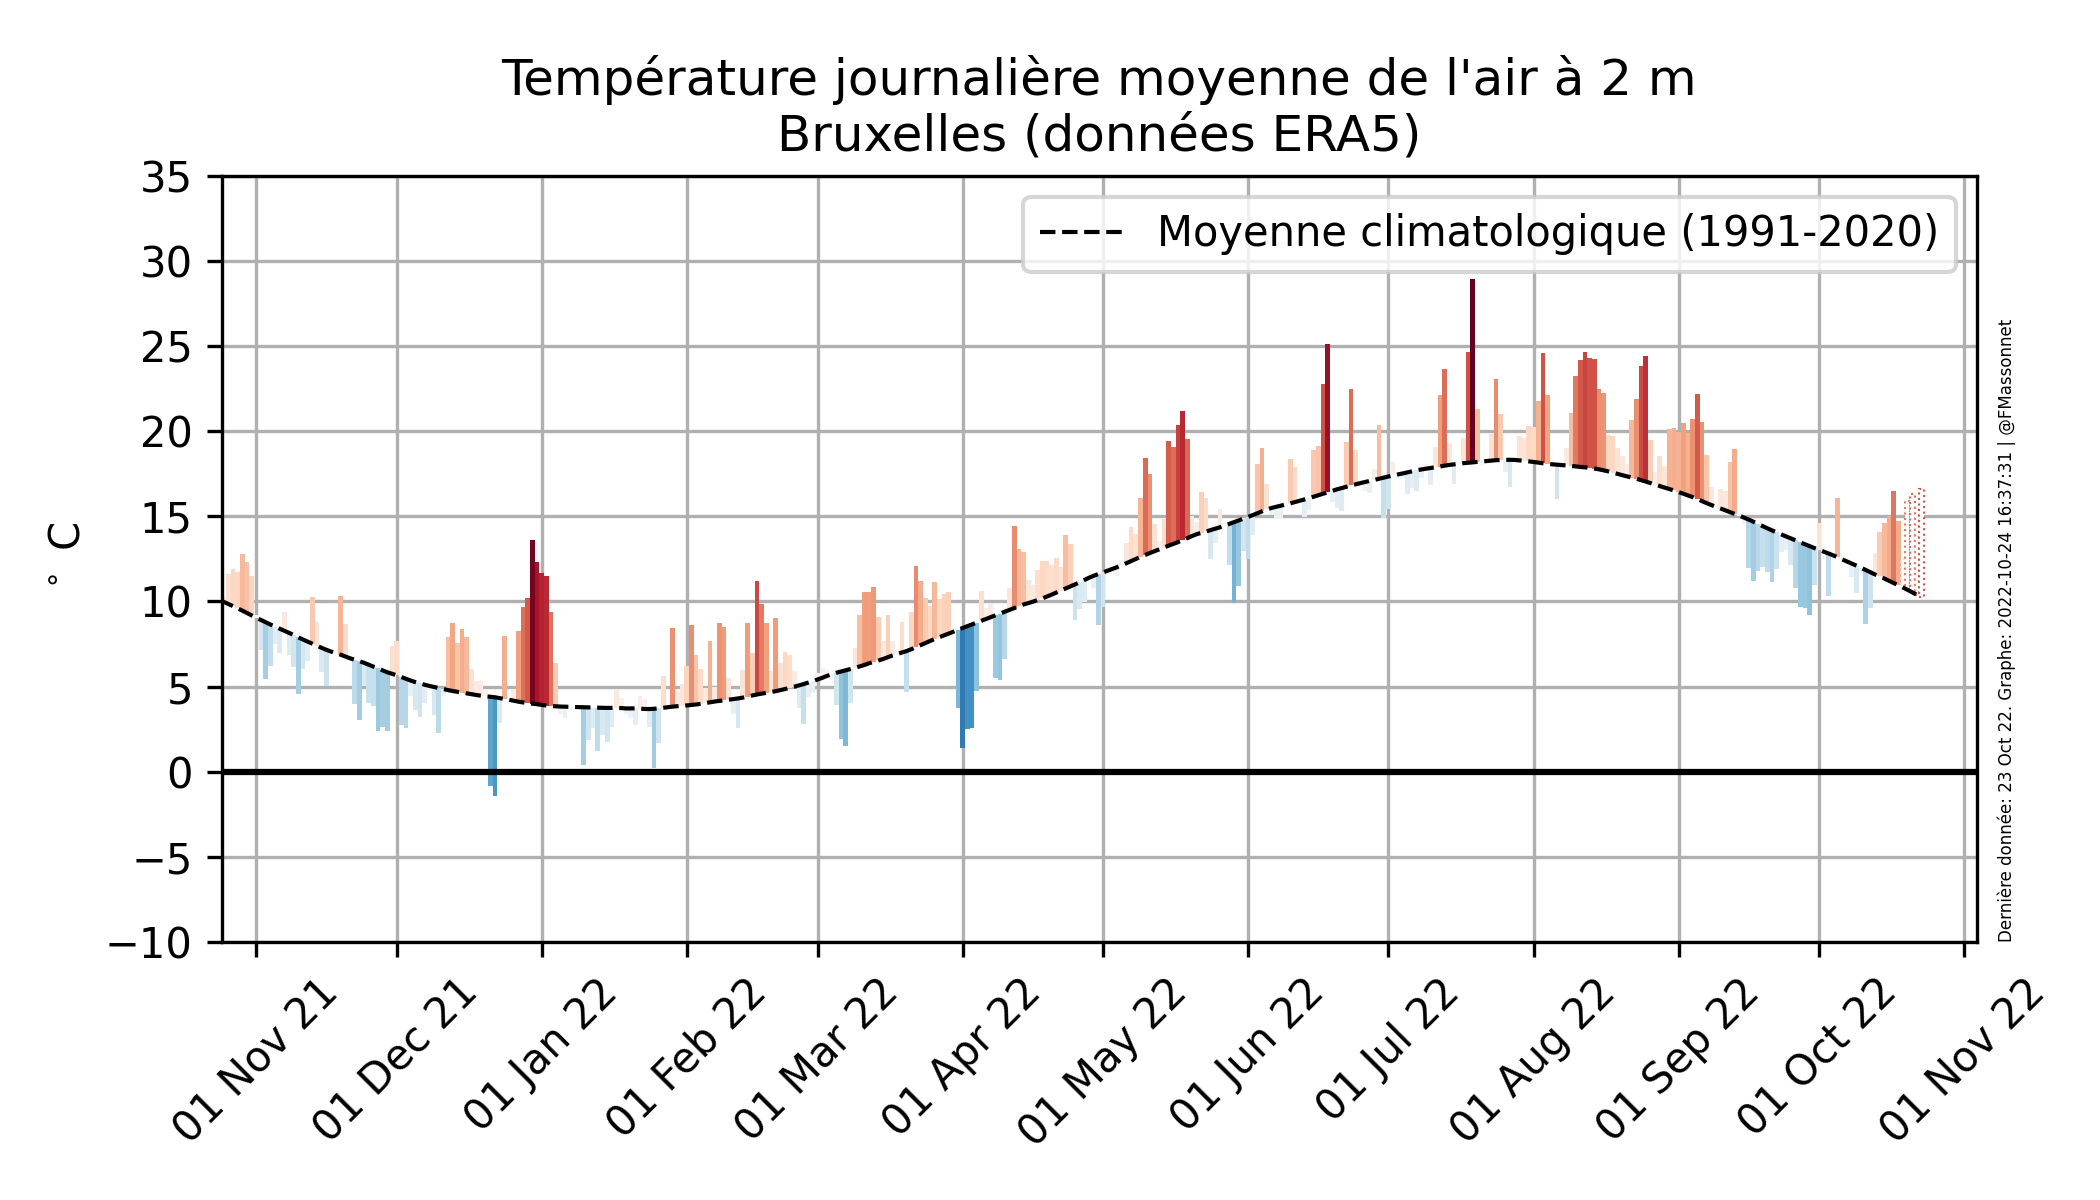 Température journalière moyenne de l'air à 2 m
Bruxelles (données ERA5)
Moyenne climatologique (1991-2020)
35
30
25
20
15
10
5
0
−5
−10
° C
01 Nov 21
01 Dec 21
01 Jan 22
01 Feb 22
01 Mar 22
01 Apr 22
01 May 22
01 Jun 22
01 Jul 22
01 Aug 22
01 Sep 22
01 Oct 22
01 Nov 22
Dernière donnée: 23 Oct 22. Graphe: 2022-10-24 16:37:31 | @FMassonnet